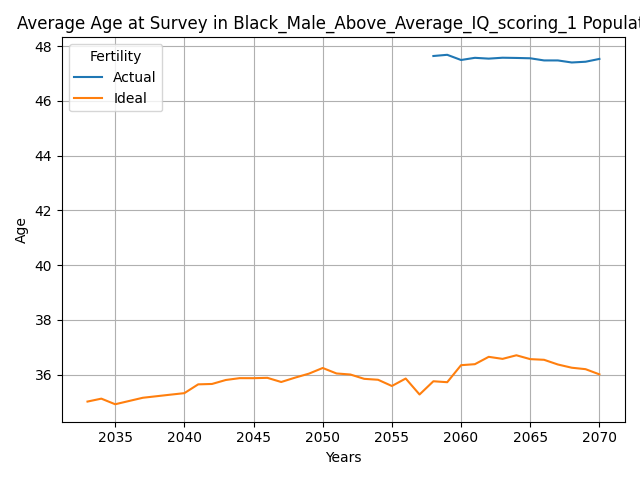 Average Age at Survey in Black_Male_Above_Average_IQ_scoring_1 Populat
48
46
44
42
40
38
36
Age
Fertility
Actual
Ideal
2035 2040 2045 2050 2055 2060 2065 2070
Years